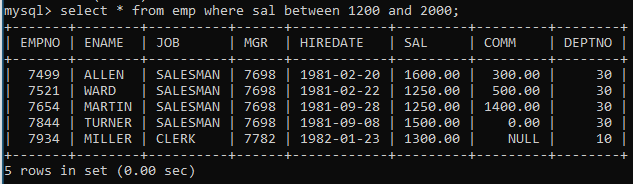 mysql> select * from emp where sal between 1200 and 2000;
+-------+--------+----------+------+------------+---------+---------+--------+
| EMPNO | ENAME  | JOB      | MGR  | HIREDATE   | SAL     | COMM    | DEPTNO |
+-------+--------+----------+------+------------+---------+---------+--------+
|  7499 | ALLEN  | SALESMAN | 7698 | 1981-02-20 | 1600.00 |  300.00 |     30 |
|  7521 | WARD   | SALESMAN | 7698 | 1981-02-22 | 1250.00 |  500.00 |     30 |
|  7654 | MARTIN | SALESMAN | 7698 | 1981-09-28 | 1250.00 | 1400.00 |     30 |
|  7844 | TURNER | SALESMAN | 7698 | 1981-09-08 | 1500.00 |    0.00 |     30 |
|  7934 | MILLER | CLERK    | 7782 | 1982-01-23 | 1300.00 |    NULL |     10 |
+-------+--------+----------+------+------------+---------+---------+--------+
5 rows in set (0.00 sec)